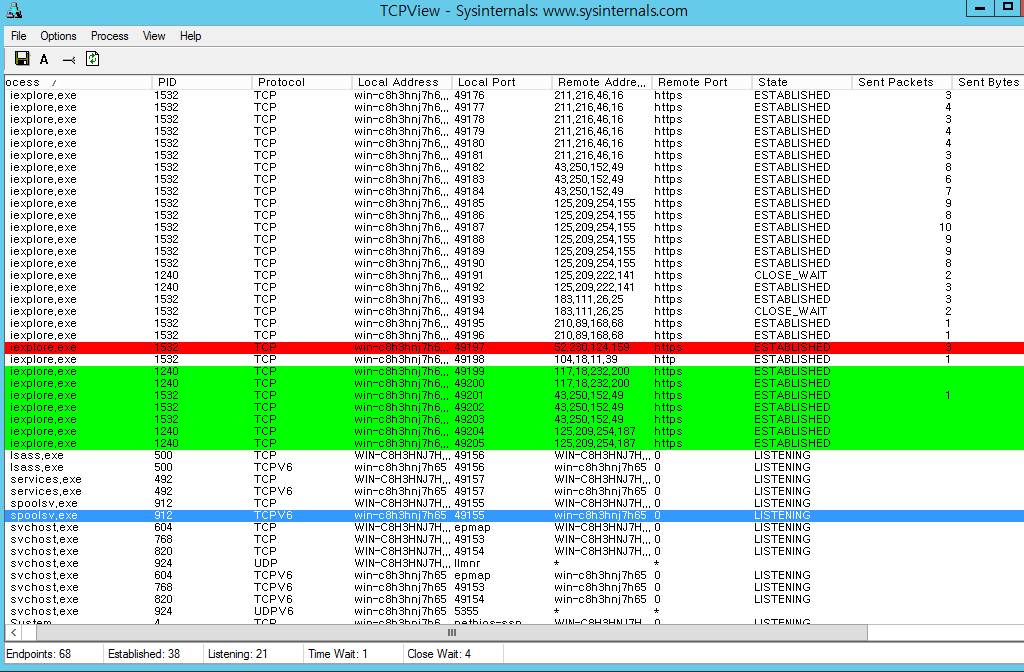 TCPView - Sysinternals: www.sysinternals.com
File Options Process View Help
A
ocess / PID Protocol Local Address Local Port Remote Addre... Remote Port State Sent Packets Sent Bytes
iexplore,exe 1532 TCP win-c8h3hnj7h6,,, 49176 211,216,46,16 https ESTABLISHED 3
iexplore,exe 1532 TCP win-c8h3hnj7h6,,, 49177 211,216,46,16 https ESTABLISHED 4
iexplore,exe 1532 TCP win-c8h3hnj7h6,,, 49178 211,216,46,16 https ESTABLISHED 3
iexplore,exe 1532 TCP win-c8h3hnj7h6,,, 49179 211,216,46,16 https ESTABLISHED 4
iexplore,exe 1532 TCP win-c8h3hnj7h6,,, 49180 211,216,46,16 https ESTABLISHED 4
iexplore,exe 1532 TCP win-c8h3hnj7h6,,, 49181 211,216,46,16 https ESTABLISHED 3
iexplore,exe 1532 TCP win-c8h3hnj7h6,,, 49182 43,250,152,49 https ESTABLISHED 8
iexplore,exe 1532 TCP win-c8h3hnj7h6,,, 49183 43,250,152,49 https ESTABLISHED 6
iexplore,exe 1532 TCP win-c8h3hnj7h6,,, 49184 43,250,152,49 https ESTABLISHED 7
iexplore,exe 1532 TCP win-c8h3hnj7h6,,, 49185 125,209,254,155 https ESTABLISHED 9
iexplore,exe 1532 TCP win-c8h3hnj7h6,,, 49186 125,209,254,155 https ESTABLISHED 8
iexplore,exe 1532 TCP win-c8h3hnj7h6,,, 49187 125,209,254,155 https ESTABLISHED 10
iexplore,exe 1532 TCP win-c8h3hnj7h6,,, 49188 125,209,254,155 https ESTABLISHED 9
iexplore,exe 1532 TCP win-c8h3hnj7h6,,, 49189 125,209,254,155 https ESTABLISHED 9
iexplore,exe 1532 TCP win-c8h3hnj7h6,,, 49190 125,209,254,155 https ESTABLISHED 8
iexplore,exe 1240 TCP win-c8h3hnj7h6,,, 49191 125,209,222,141 https CLOSE_WAIT 2
iexplore,exe 1240 TCP win-c8h3hnj7h6,,, 49192 125,209,222,141 https ESTABLISHED 3
iexplore,exe 1532 TCP win-c8h3hnj7h6,,, 49193 183,111,26,25 https ESTABLISHED 3
iexplore,exe 1532 TCP win-c8h3hnj7h6,,, 49194 183,111,26,25 https CLOSE_WAIT 2
iexplore,exe 1532 TCP win-c8h3hnj7h6,,, 49195 210,89,168,68 https ESTABLISHED 1
iexplore,exe 1532 TCP win-c8h3hnj7h6,,, 49196 210,89,168,68 https ESTABLISHED 1
iexplore,exe 1532 TCP win-c8h3hnj7h6,,, 49197 52,230,124,159 https ESTABLISHED 3
iexplore,exe 1532 TCP win-c8h3hnj7h6,,, 49198 104,18,11,39 http ESTABLISHED 1
iexplore,exe 1240 TCP win-c8h3hnj7h6,,, 49199 117,18,232,200 https ESTABLISHED
iexplore,exe 1240 TCP win-c8h3hnj7h6,,, 49200 117,18,232,200 https ESTABLISHED
iexplore,exe 1532 TCP win-c8h3hnj7h6,,, 49201 43,250,152,49 https ESTABLISHED 1
iexplore,exe 1532 TCP win-c8h3hnj7h6,,, 49202 43,250,152,49 https ESTABLISHED
iexplore,exe 1532 TCP win-c8h3hnj7h6,,, 49203 43,250,152,49 https ESTABLISHED
iexplore,exe 1240 TCP win-c8h3hnj7h6,,, 49204 125,209,254,187 https ESTABLISHED
iexplore,exe 1240 TCP win-c8h3hnj7h6,,, 49205 125,209,254,187 https ESTABLISHED
lsass,exe 500 TCP WIN-C8H3HNJ7H,,, 49156 WIN-C8H3HNJ7H,,, 0 LISTENING
lsass,exe 500 TCPV6 win-c8h3hnj7h65 49156 win-c8h3hnj7h65 0 LISTENING
services,exe 492 TCP WIN-C8H3HNJ7H,,, 49157 WIN-C8H3HNJ7H,,, 0 LISTENING
services,exe 492 TCPV6 win-c8h3hnj7h65 49157 win-c8h3hnj7h65 0 LISTENING
spoolsv,exe 912 TCP WIN-C8H3HNJ7H,,, 49155 WIN-C8H3HNJ7H,,, 0 LISTENING
spoolsv,exe 912 TCPV6 win-c8h3hnj7h65 49155 win-c8h3hnj7h65 0 LISTENING
svchost,exe 604 TCP WIN-C8H3HNJ7H,,, epmap WIN-C8H3HNJ7H,,, 0 LISTENING
svchost,exe 768 TCP WIN-C8H3HNJ7H,,, 49153 WIN-C8H3HNJ7H,,, 0 LISTENING
svchost,exe 820 TCP WIN-C8H3HNJ7H,,, 49154 WIN-C8H3HNJ7H,,, 0 LISTENING
svchost,exe 924 UDP WIN-C8H3HNJ7H,,, llmnr * *
svchost,exe 604 TCPV6 win-c8h3hnj7h65 epmap win-c8h3hnj7h65 0 LISTENING
svchost,exe 768 TCPV6 win-c8h3hnj7h65 49153 win-c8h3hnj7h65 0 LISTENING
svchost,exe 820 TCPV6 win-c8h3hnj7h65 49154 win-c8h3hnj7h65 0 LISTENING
svchost,exe 924 UDPV6 win-c8h3hnj7h65 5355 * *
System 4 TCP WIN-C8H3HNJ7H,,, netbios-ssn WIN-C8H3HNJ7H,,, 0 LISTENING
Endpoints: 68 Established: 38 Listening: 21 Time Wait: 1 Close Wait: 4